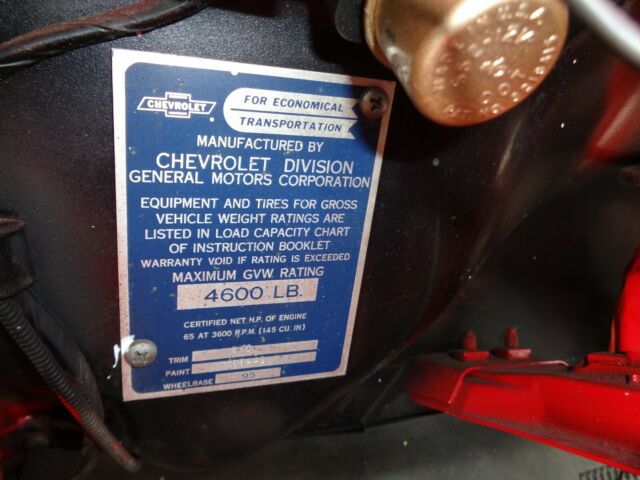 CHEVROLET
FOR ECONOMICAL
TRANSPORTATION
MANUFACTURED BY
CHEVROLET DIVISION
GENERAL MOTORS CORPORATION
EQUIPMENT AND TIRES FOR GROSS
VEHICLE WEIGHT RATINGS ARE
LISTED IN LOAD CAPACITY CHART
OF INSTRUCTION BOOKLET
WARRANTY VOID IF RATING IS EXCEEDED
MAXIMUM GVW RATING
4600 LB.
CERTIFIED NET H.P. OF ENGINE
65 AT 3600 R.P.M. (145 CU. IN.)
TRIM
PAINT
WHEELBASE 95